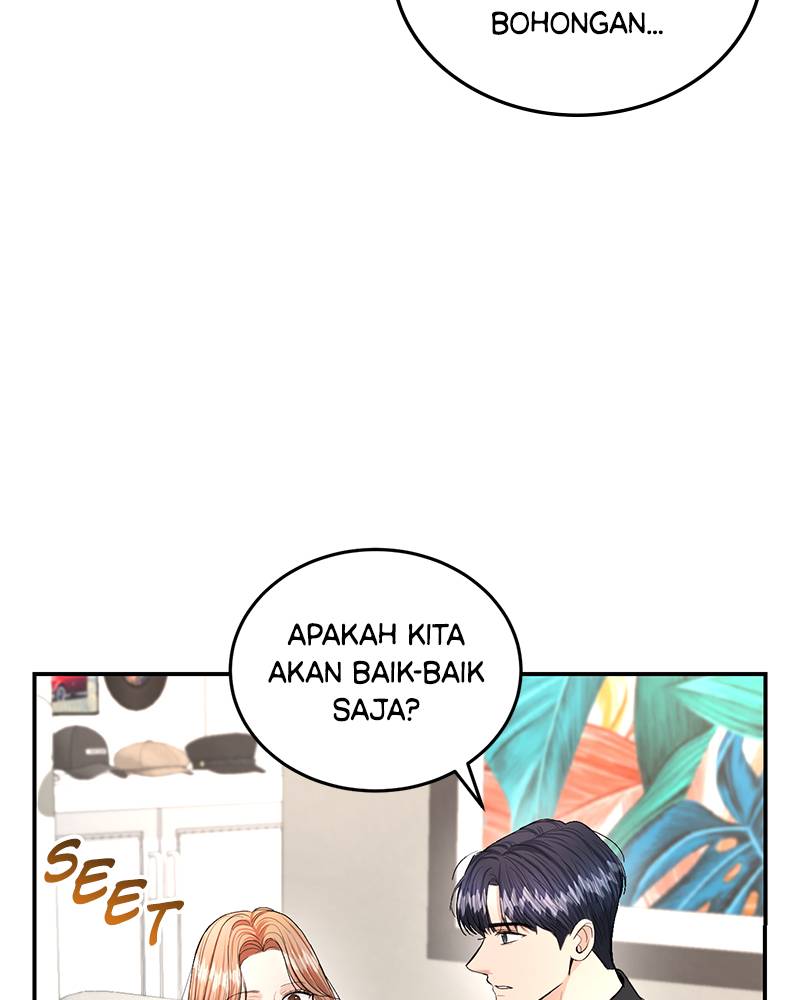 BOHONGAN...
APAKAH KITA
AKAN BAIK-BAIK
SAJA?
SEET